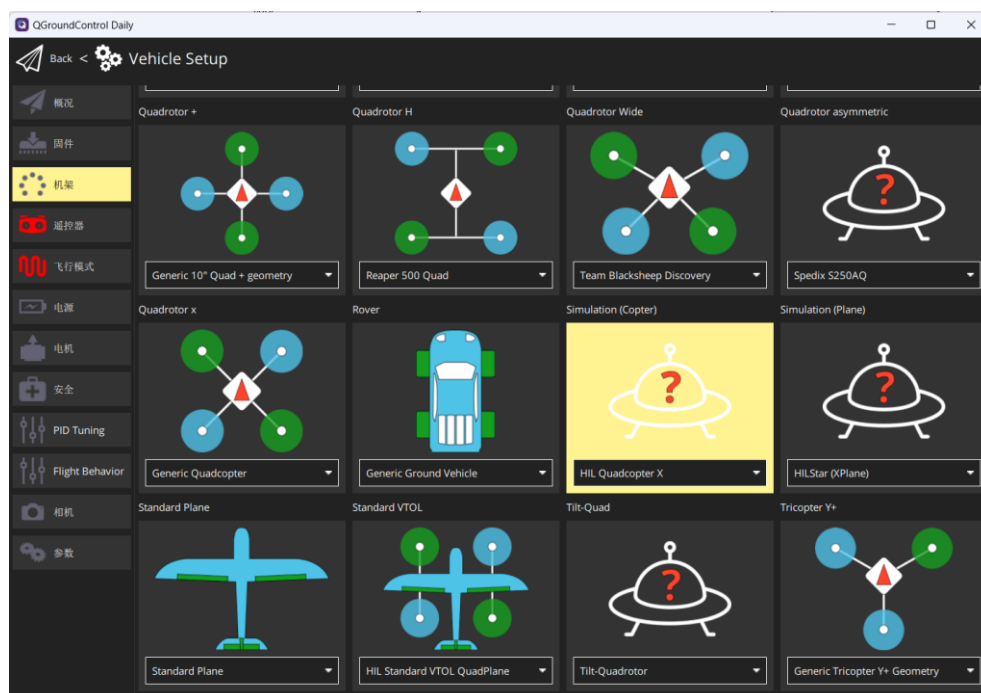 QGroundControl Daily
Back < Vehicle Setup
概况
固件
机架
遥控器
飞行模式
电源
电机
安全
PID Tuning
Flight Behavior
相机
参数
Quadrotor +
Quadrotor H
Quadrotor Wide
Quadrotor asymmetric
?
Generic 10" Quad + geometry
Reaper 500 Quad
Team Blacksheep Discovery
Spedix S250AQ
Quadrotor x
Rover
Simulation (Copter)
Simulation (Plane)
?
?
Generic Quadcopter
Generic Ground Vehicle
HIL Quadcopter X
HILStar (XPlane)
Standard Plane
Standard VTOL
Tilt-Quad
Tricopter Y+
?
Standard Plane
HIL Standard VTOL QuadPlane
Tilt-Quadrotor
Generic Tricopter Y+ Geometry